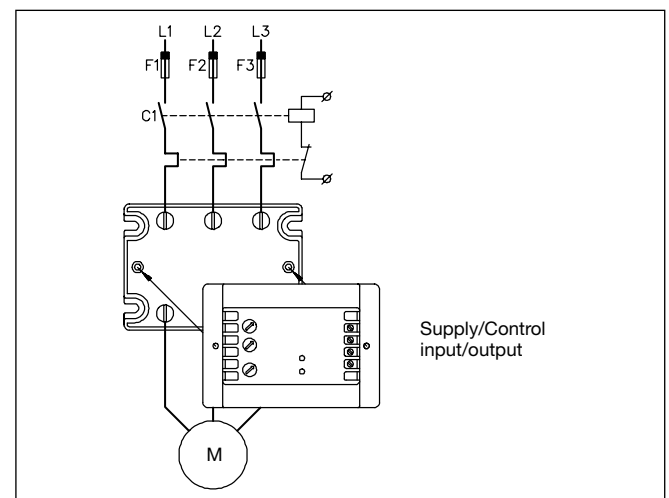 L1 L2 L3
F1 F2 F3
C1
Supply/Control
input/output
M